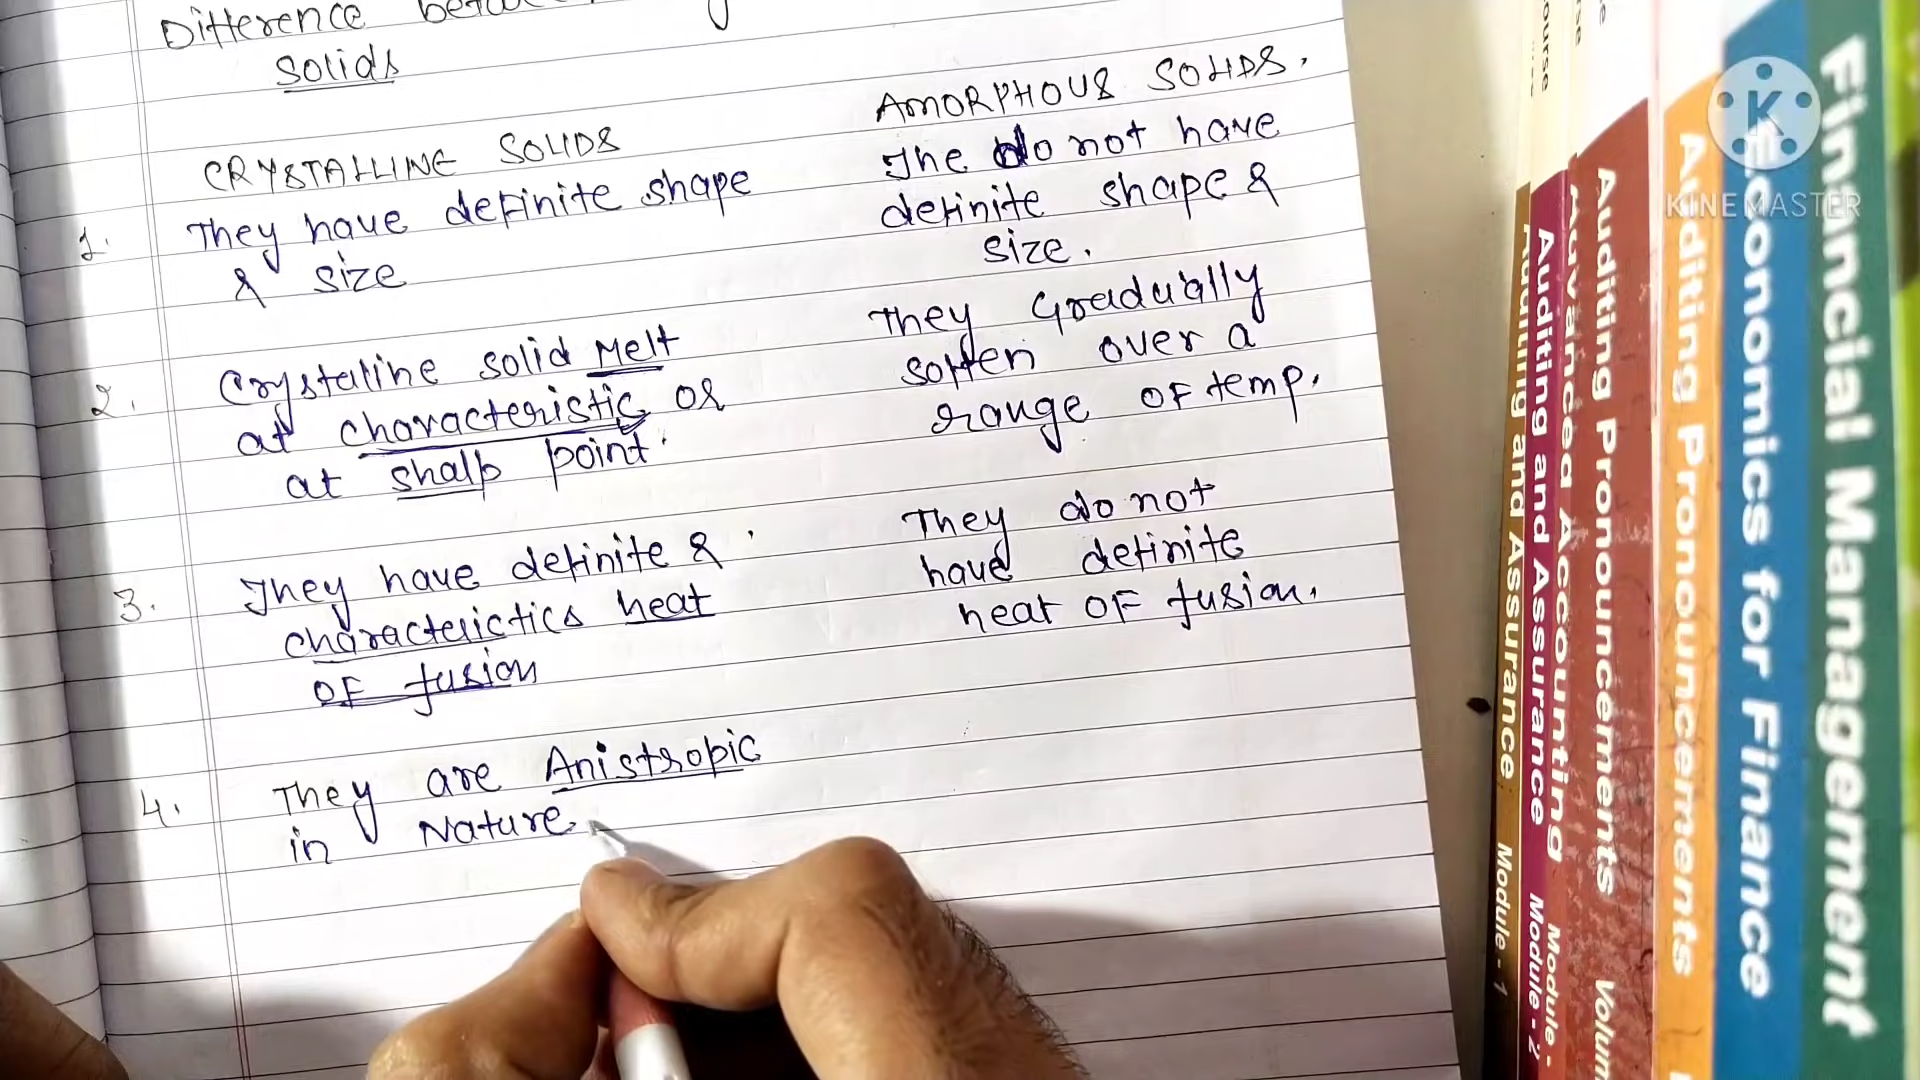 Difference
solids
CRYSTALLINE SOLIDS
1. They have definite shape
& size
2. Crystaline solid Melt
at characteristic or
at sharp point.
3. They have definite &
characterictics heat
OF fusion
4. They are Anistropic
in Nature.
AMORPHOUS SOLIDS.
The do not have
definite shape &
size.
They Gradually
soften over a
range OF temp.
They do not
have definite
heat OF fusion.
KINEMASTER
Financial Management
Economics for Finance
Auditing Pronouncements
Auditing Pronouncements Volum
Advanced Accounting Module -
Auditing and Assurance Module - 2
Auditing and Assurance Module - 1
ourse